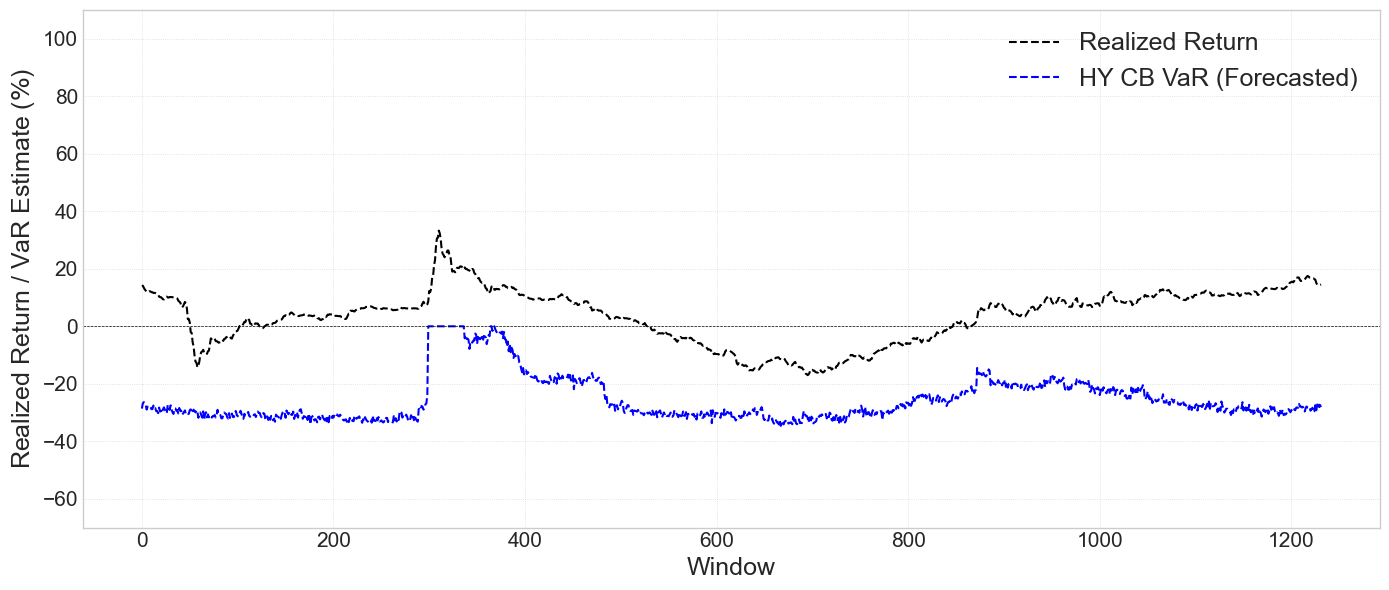 Realized Return / VaR Estimate (%)
100
80
60
40
20
0
−20
−40
−60
Realized Return
HY CB VaR (Forecasted)
0 200 400 600 800 1000 1200
Window